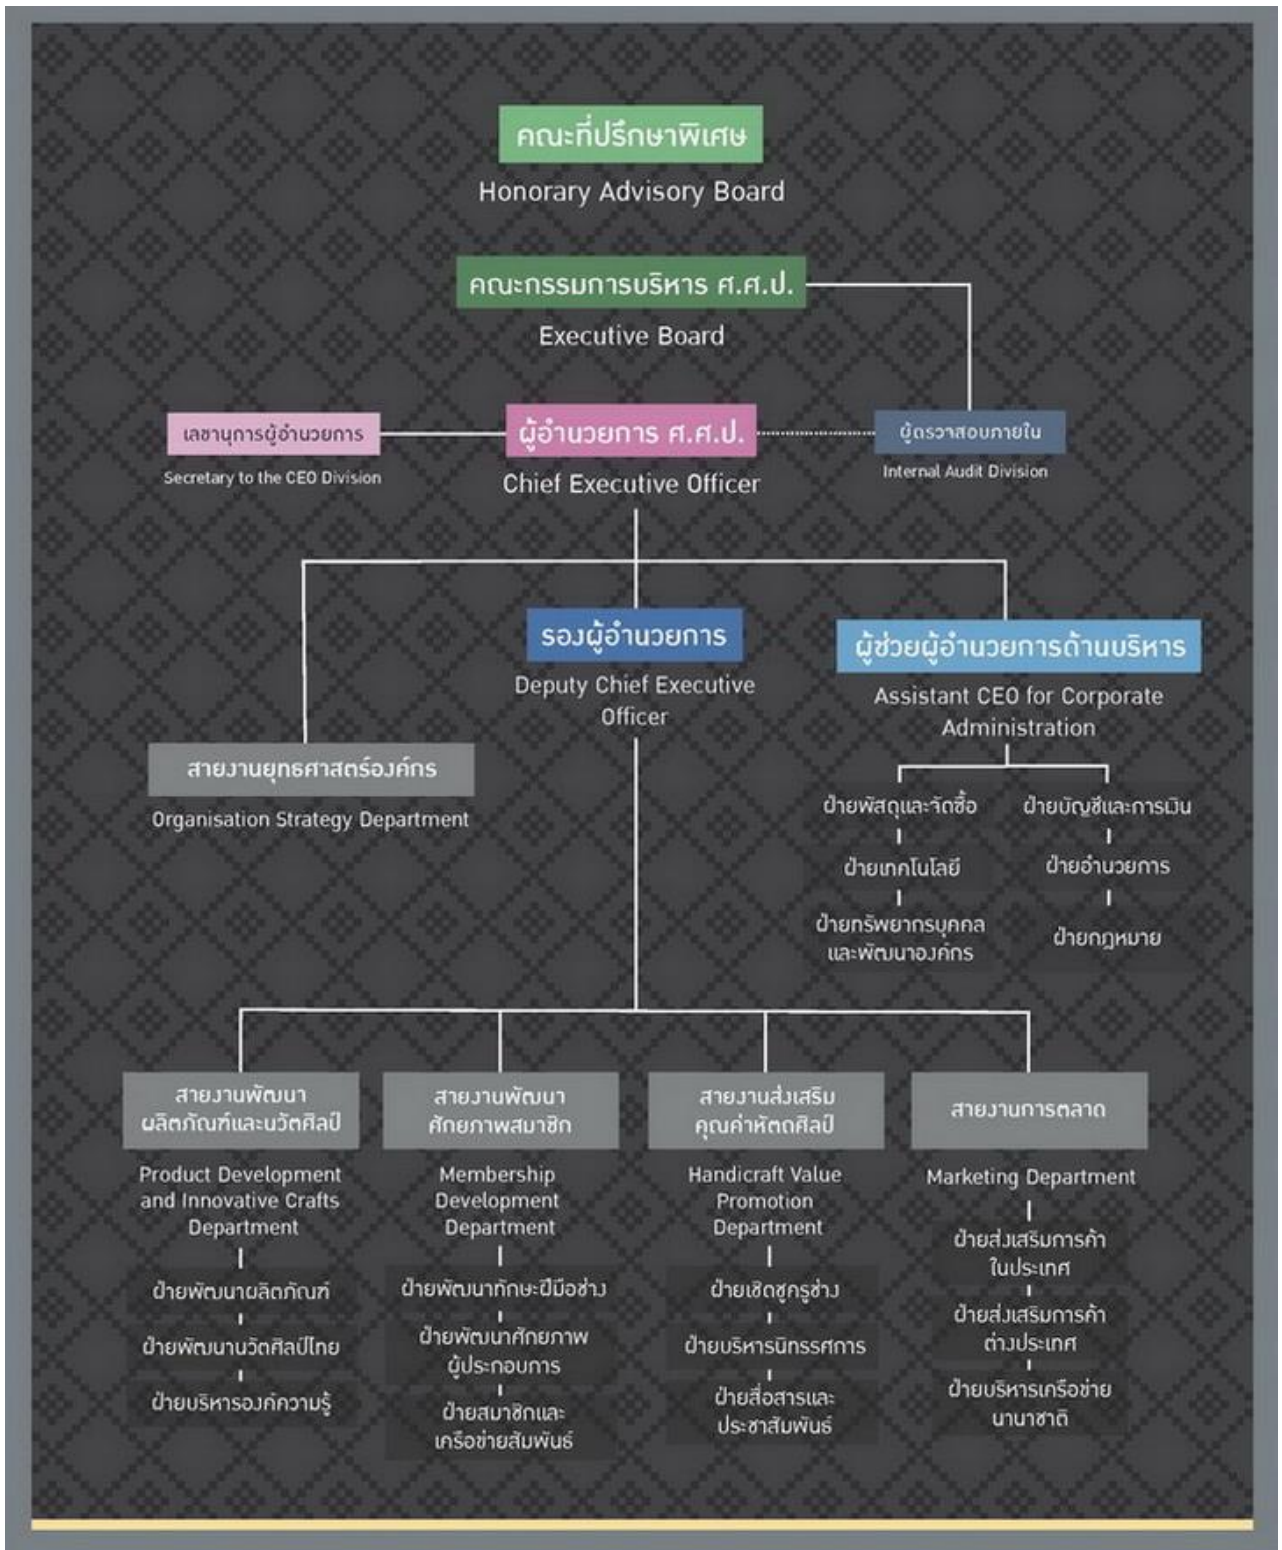 คณะที่ปรึกษาพิเศษ
Honorary Advisory Board
คณะกรรมการบริหาร ศ.ศ.ป.
Executive Board
เลขานุการผู้อำนวยการ
Secretary to the CEO Division
ผู้อำนวยการ ศ.ศ.ป.
Chief Executive Officer
ผู้ตรวจสอบภายใน
Internal Audit Division
รองผู้อำนวยการ
Deputy Chief Executive
Officer
ผู้ช่วยผู้อำนวยการด้านบริหาร
Assistant CEO for Corporate
Administration
สายงานยุทธศาสตร์องค์กร
Organisation Strategy Department
ฝ่ายพัสดุและจัดซื้อ
ฝ่ายเทคโนโลยี
ฝ่ายทรัพยากรบุคคล
และพัฒนาองค์กร
ฝ่ายบัญชีและการเงิน
ฝ่ายอำนวยการ
ฝ่ายกฎหมาย
สายงานพัฒนา
ผลิตภัณฑ์และนวัตศิลป์
Product Development
and Innovative Crafts
Department
ฝ่ายพัฒนาผลิตภัณฑ์
ฝ่ายพัฒนานวัตศิลป์ไทย
ฝ่ายบริหารองค์ความรู้
สายงานพัฒนา
ศักยภาพสมาชิก
Membership
Development
Department
ฝ่ายพัฒนาทักษะฝีมือช่าง
ฝ่ายพัฒนาศักยภาพ
ผู้ประกอบการ
ฝ่ายสมาชิกและ
เครือข่ายสัมพันธ์
สายงานส่งเสริม
คุณค่าหัตถศิลป์
Handicraft Value
Promotion
Department
ฝ่ายเชิดชูครูช่าง
ฝ่ายบริหารนิทรรศการ
ฝ่ายสื่อสารและ
ประชาสัมพันธ์
สายงานการตลาด
Marketing Department
ฝ่ายส่งเสริมการค้า
ในประเทศ
ฝ่ายส่งเสริมการค้า
ต่างประเทศ
ฝ่ายบริหารเครือข่าย
นานาชาติ